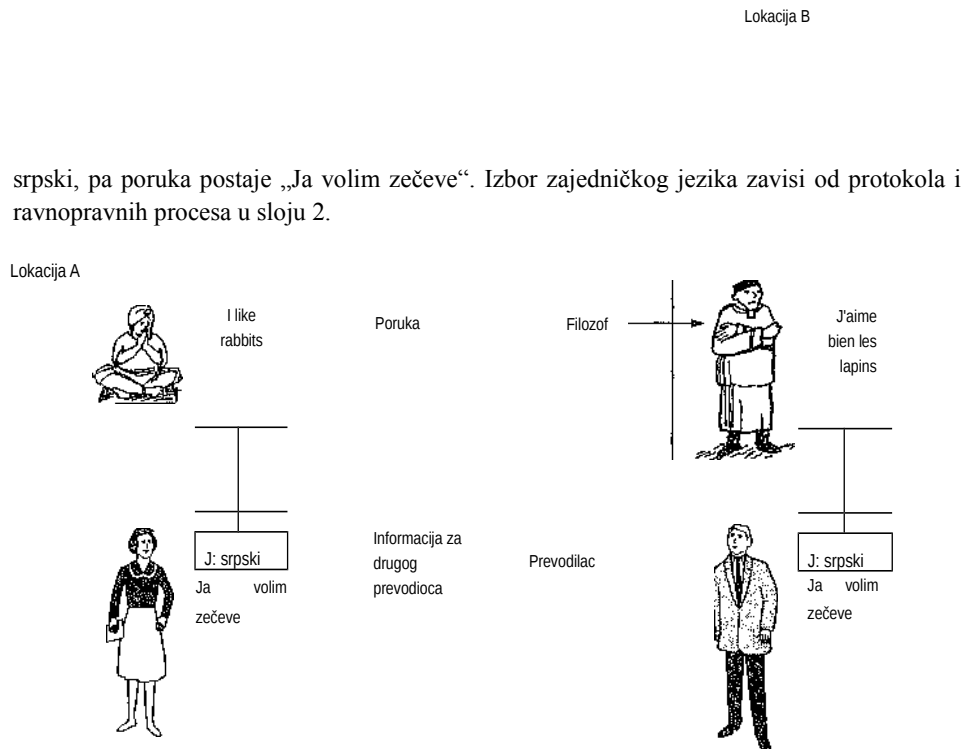 Lokacija B
srpski, pa poruka postaje „Ja volim zečeve“. Izbor zajedničkog jezika zavisi od protokola i
ravnopravnih procesa u sloju 2.
Lokacija A
I like
rabbits
Poruka
Filozof
J'aime
bien les
lapins
J: srpski
Ja volim
zečeve
Informacija za
drugog
prevodioca
Prevodilac
J: srpski
Ja volim
zečeve